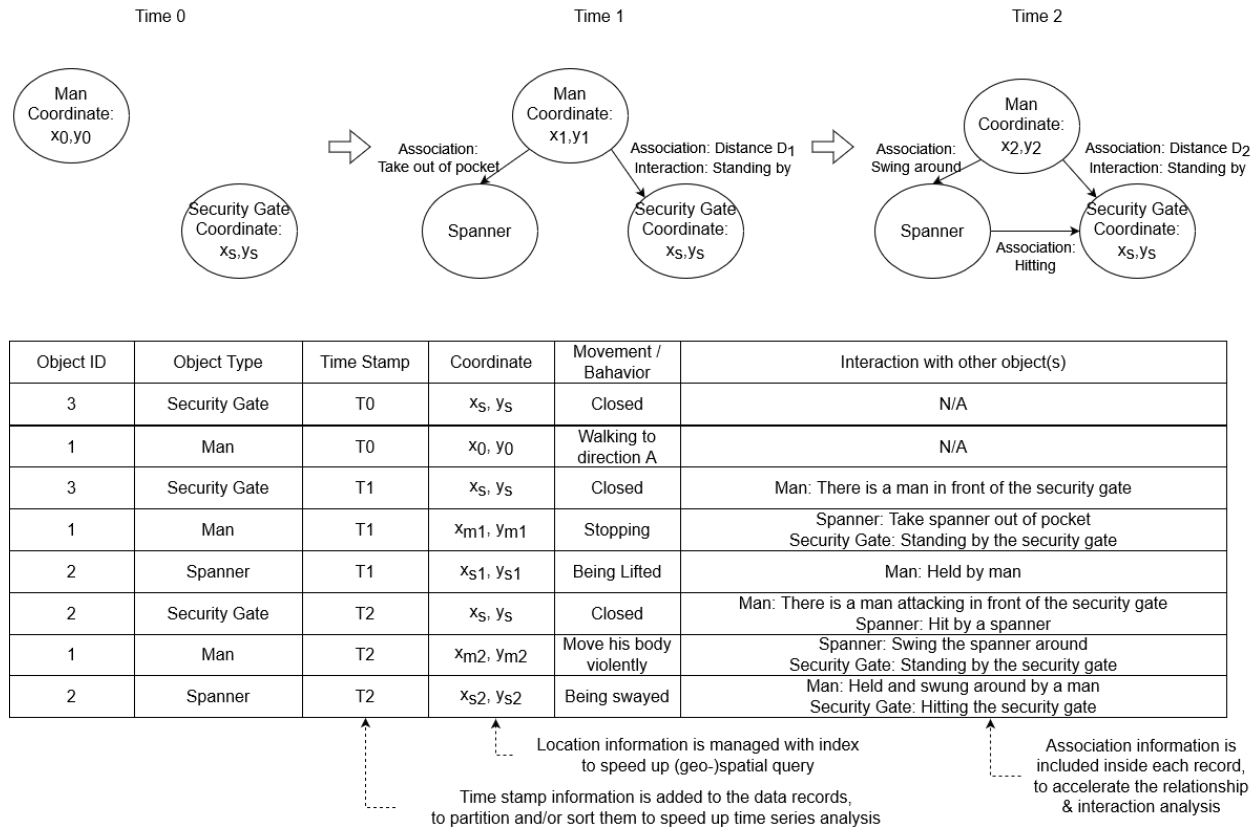 Time 0
Time 1
Time 2
Man
Coordinate:
x0,y0
Security Gate
Coordinate:
xs,ys
Man
Coordinate:
x1,y1
Association:
Take out of pocket
Association: Distance D1
Interaction: Standing by
Spanner
Security Gate
Coordinate:
xs,ys
Man
Coordinate:
x2,y2
Association:
Swing around
Association: Distance D2
Interaction: Standing by
Spanner
Association:
Hitting
Security Gate
Coordinate:
xs,ys
Object ID Object Type Time Stamp Coordinate Movement / Bahavior Interaction with other object(s)
3 Security Gate T0 xs, ys Closed N/A
1 Man T0 x0, y0 Walking to direction A N/A
3 Security Gate T1 xs, ys Closed Man: There is a man in front of the security gate
1 Man T1 xm1, ym1 Stopping Spanner: Take spanner out of pocket
Security Gate: Standing by the security gate
2 Spanner T1 xs1, ys1 Being Lifted Man: Held by man
2 Security Gate T2 xs, ys Closed Man: There is a man attacking in front of the security gate
Spanner: Hit by a spanner
1 Man T2 xm2, ym2 Move his body violently Spanner: Swing the spanner around
Security Gate: Standing by the security gate
2 Spanner T2 xs2, ys2 Being swayed Man: Held and swung around by a man
Security Gate: Hitting the security gate
Location information is managed with index
to speed up (geo-)spatial query
Time stamp information is added to the data records,
to partition and/or sort them to speed up time series analysis
Association information is
included inside each record,
to accelerate the relationship
& interaction analysis